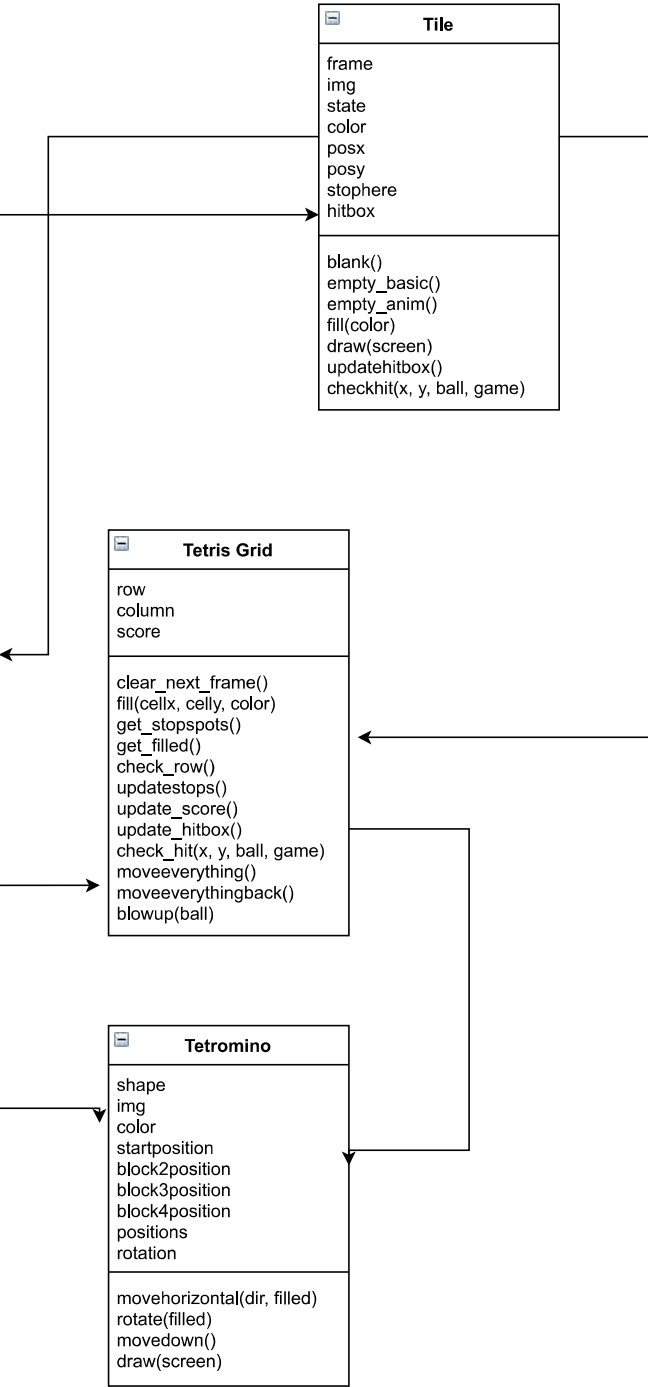 Tile
frame
img
state
color
posx
posy
stophere
hitbox
blank()
empty_basic()
empty_anim()
fill(color)
draw(screen)
updatehitbox()
checkhit(x, y, ball, game)
Tetris Grid
row
column
score
clear_next_frame()
fill(cellx, celly, color)
get_stopspots()
get_filled()
check_row()
updatestops()
update_score()
update_hitbox()
check_hit(x, y, ball, game)
moveeverything()
moveeverythingback()
blowup(ball)
Tetromino
shape
img
color
startposition
block2position
block3position
block4position
positions
rotation
movehorizontal(dir, filled)
rotate(filled)
movedown()
draw(screen)